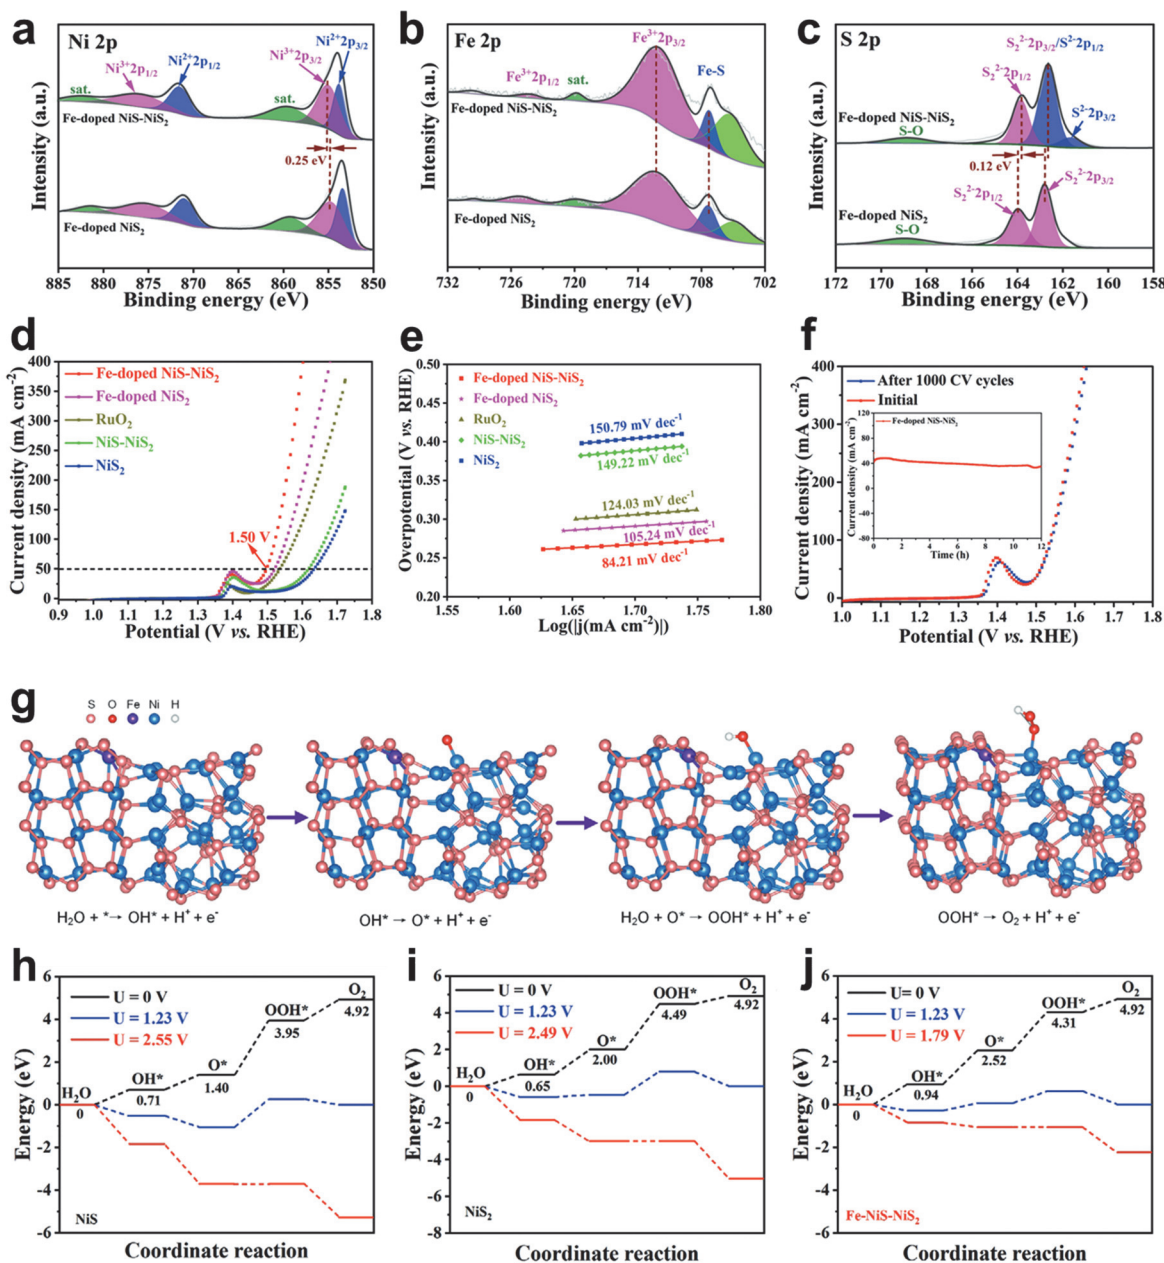 a
Ni 2p
Ni³⁺2p₁/₂
Ni²⁺2p₁/₂
Ni³⁺2p₃/₂
Ni²⁺2p₃/₂
sat.
sat.
Fe-doped NiS-NiS₂
0.25 eV
Fe-doped NiS₂
Intensity (a.u.)
885 880 875 870 865 860 855 850
Binding energy (eV)
b
Fe 2p
Fe³⁺2p₃/₂
Fe³⁺2p₁/₂
sat.
Fe-S
Fe-doped NiS-NiS₂
Fe-doped NiS₂
Intensity (a.u.)
732 726 720 714 708 702
Binding energy (eV)
c
S 2p
S₂²⁻2p₃/₂/S²⁻2p₁/₂
S₂²⁻2p₁/₂
S²⁻2p₃/₂
Fe-doped NiS-NiS₂
S-O
0.12 eV
S₂²⁻2p₃/₂
S₂²⁻2p₁/₂
Fe-doped NiS₂
S-O
Intensity (a.u.)
172 170 168 166 164 162 160 158
Binding energy (eV)
d
Fe-doped NiS-NiS₂
Fe-doped NiS₂
RuO₂
NiS-NiS₂
NiS₂
1.50 V
Current density (mA cm⁻²)
400
350
300
250
200
150
100
50
0
0.9 1.0 1.1 1.2 1.3 1.4 1.5 1.6 1.7 1.8
Potential (V vs. RHE)
e
Fe-doped NiS-NiS₂
Fe-doped NiS₂
RuO₂
NiS-NiS₂
NiS₂
150.79 mV dec⁻¹
149.22 mV dec⁻¹
124.03 mV dec⁻¹
105.24 mV dec⁻¹
84.21 mV dec⁻¹
Overpotential (V vs. RHE)
0.50
0.45
0.40
0.35
0.30
0.25
0.20
1.55 1.60 1.65 1.70 1.75 1.80
Log(|j(mA cm⁻²)|)
f
After 1000 CV cycles
Initial
Fe-doped NiS-NiS₂
Current density (mA cm⁻²)
120
80
40
0
-40
-80
0 3 6 9 12
Time (h)
Current density (mA cm⁻²)
400
300
200
100
0
1.0 1.1 1.2 1.3 1.4 1.5 1.6 1.7 1.8
Potential (V vs. RHE)
g
S O Fe Ni H
H₂O + *→ OH* + H⁺ + e⁻
OH* → O* + H⁺ + e⁻
H₂O + O* → OOH* + H⁺ + e⁻
OOH* → O₂ + H⁺ + e⁻
h
U = 0 V
U = 1.23 V
U = 2.55 V
H₂O
0
OH*
0.71
O*
1.40
OOH*
3.95
O₂
4.92
NiS
Energy (eV)
6
4
2
0
-2
-4
-6
Coordinate reaction
i
U = 0 V
U = 1.23 V
U = 2.49 V
H₂O
0
OH*
0.65
O*
2.00
OOH*
4.49
O₂
4.92
NiS₂
Energy (eV)
6
4
2
0
-2
-4
-6
-8
Coordinate reaction
j
U= 0 V
U = 1.23 V
U = 1.79 V
H₂O
0
OH*
0.94
O*
2.52
OOH*
4.31
O₂
4.92
Fe-NiS-NiS₂
Energy (eV)
6
4
2
0
-2
-4
-6
Coordinate reaction